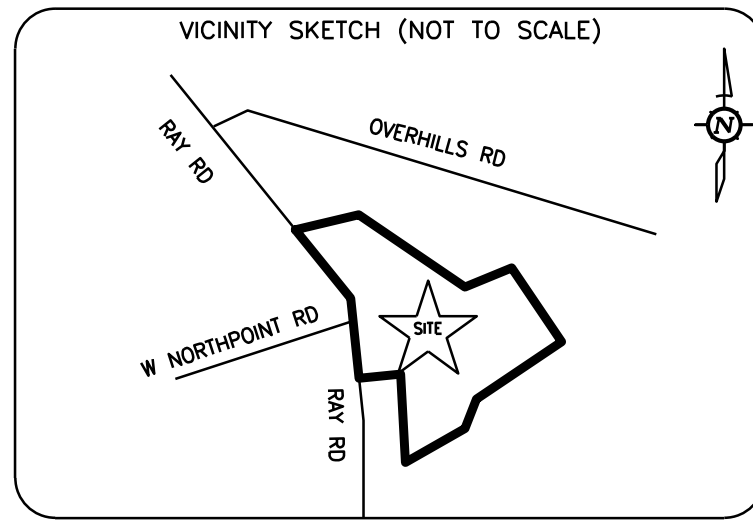 VICINITY SKETCH (NOT TO SCALE)
RAY RD
OVERHILLS RD
N
SITE
W NORTHPOINT RD
RAY RD